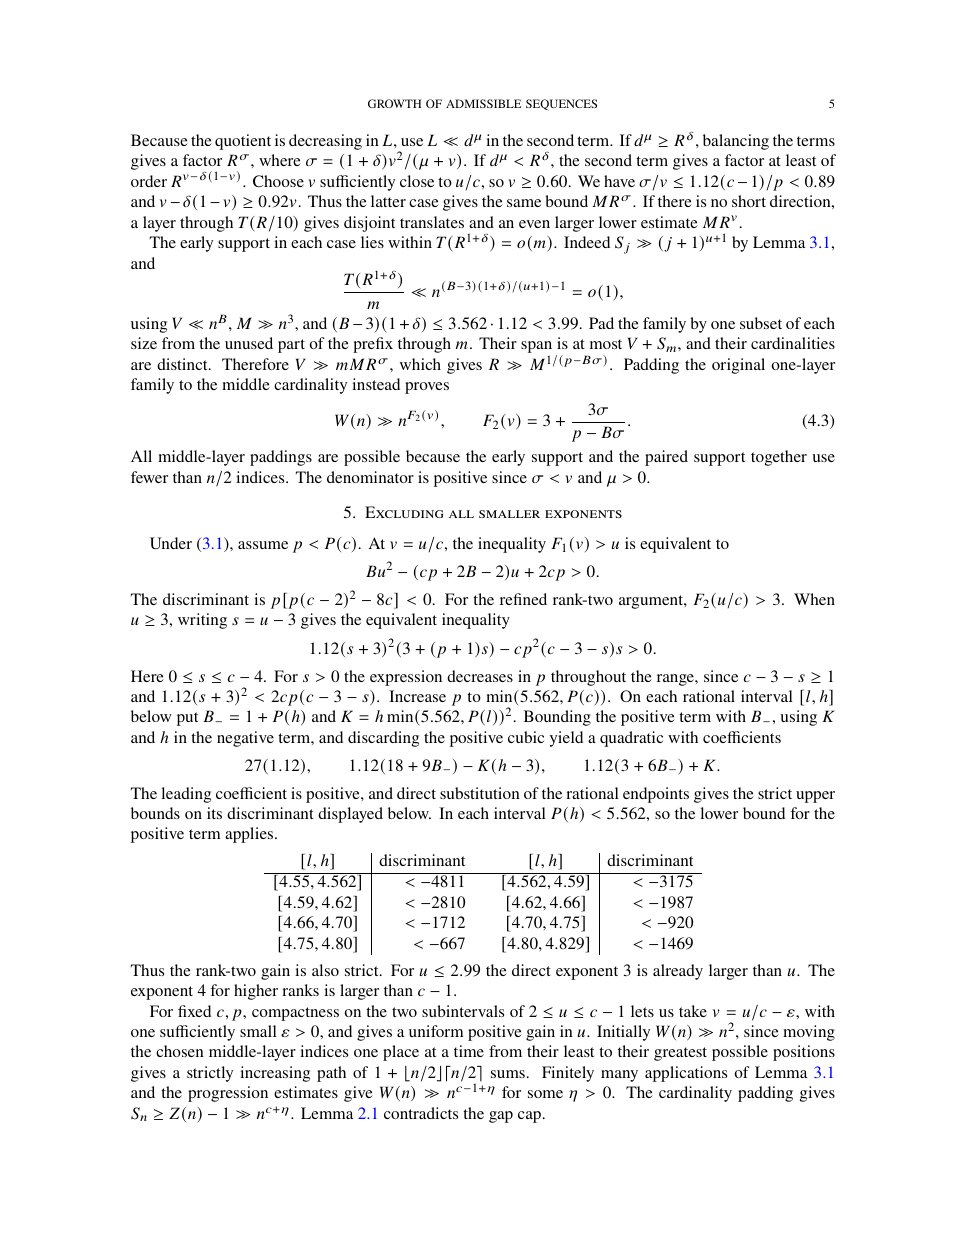 GROWTH OF ADMISSIBLE SEQUENCES 5
Because the quotient is decreasing in L, use L ≪ d^μ in the second term. If d^μ ≥ R^δ, balancing the terms
gives a factor R^σ, where σ = (1 + δ)ν²/(μ + ν). If d^μ < R^δ, the second term gives a factor at least of
order R^{ν−δ(1−ν)}. Choose ν sufficiently close to u/c, so ν ≥ 0.60. We have σ/ν ≤ 1.12(c − 1)/p < 0.89
and ν − δ(1 − ν) ≥ 0.92ν. Thus the latter case gives the same bound MR^σ. If there is no short direction,
a layer through T(R/10) gives disjoint translates and an even larger lower estimate MR^ν.
The early support in each case lies within T(R^{1+δ}) = o(m). Indeed S_j ≫ (j + 1)^{u+1} by Lemma 3.1,
and
T(R^{1+δ})/m ≪ n^{(B−3)(1+δ)/(u+1)−1} = o(1),
using V ≪ n^B, M ≫ n³, and (B − 3)(1 + δ) ≤ 3.562 · 1.12 < 3.99. Pad the family by one subset of each
size from the unused part of the prefix through m. Their span is at most V + S_m, and their cardinalities
are distinct. Therefore V ≫ mMR^σ, which gives R ≫ M^{1/(p−Bσ)}. Padding the original one-layer
family to the middle cardinality instead proves
W(n) ≫ n^{F_2(ν)}, F_2(ν) = 3 + 3σ/(p − Bσ). (4.3)
All middle-layer paddings are possible because the early support and the paired support together use
fewer than n/2 indices. The denominator is positive since σ < ν and μ > 0.
5. Excluding all smaller exponents
Under (3.1), assume p < P(c). At ν = u/c, the inequality F_1(ν) > u is equivalent to
Bu² − (cp + 2B − 2)u + 2cp > 0.
The discriminant is p[p(c − 2)² − 8c] < 0. For the refined rank-two argument, F_2(u/c) > 3. When
u ≥ 3, writing s = u − 3 gives the equivalent inequality
1.12(s + 3)²(3 + (p + 1)s) − cp²(c − 3 − s)s > 0.
Here 0 ≤ s ≤ c − 4. For s > 0 the expression decreases in p throughout the range, since c − 3 − s ≥ 1
and 1.12(s + 3)² < 2cp(c − 3 − s). Increase p to min(5.562, P(c)). On each rational interval [l, h]
below put B_− = 1 + P(h) and K = h min(5.562, P(l))². Bounding the positive term with B_−, using K
and h in the negative term, and discarding the positive cubic yield a quadratic with coefficients
27(1.12), 1.12(18 + 9B_−) − K(h − 3), 1.12(3 + 6B_−) + K.
The leading coefficient is positive, and direct substitution of the rational endpoints gives the strict upper
bounds on its discriminant displayed below. In each interval P(h) < 5.562, so the lower bound for the
positive term applies.
[l, h] discriminant [l, h] discriminant
[4.55, 4.562] < −4811 [4.562, 4.59] < −3175
[4.59, 4.62] < −2810 [4.62, 4.66] < −1987
[4.66, 4.70] < −1712 [4.70, 4.75] < −920
[4.75, 4.80] < −667 [4.80, 4.829] < −1469
Thus the rank-two gain is also strict. For u ≤ 2.99 the direct exponent 3 is already larger than u. The
exponent 4 for higher ranks is larger than c − 1.
For fixed c, p, compactness on the two subintervals of 2 ≤ u ≤ c − 1 lets us take ν = u/c − ε, with
one sufficiently small ε > 0, and gives a uniform positive gain in u. Initially W(n) ≫ n², since moving
the chosen middle-layer indices one place at a time from their least to their greatest possible positions
gives a strictly increasing path of 1 + ⌊n/2⌋⌈n/2⌉ sums. Finitely many applications of Lemma 3.1
and the progression estimates give W(n) ≫ n^{c−1+η} for some η > 0. The cardinality padding gives
S_n ≥ Z(n) − 1 ≫ n^{c+η}. Lemma 2.1 contradicts the gap cap.